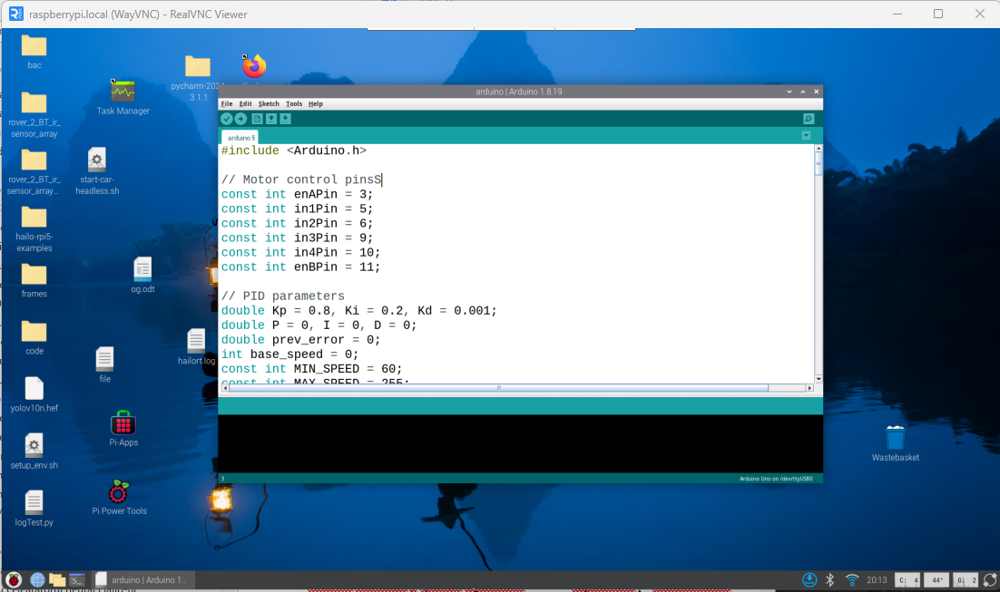 raspberrypi.local (WayVNC) - RealVNC Viewer
bac
rover_2_BT_ir_
sensor_array
rover_2_BT_ir_
sensor_array...
hailo-rpi5-
examples
frames
code
yolov10n.hef
setup_env.sh
logTest.py
Task Manager
start-car-
headless.sh
og.odt
file
Pi-Apps
Pi Power Tools
pycharm-202
.3.1.1
hailort.log
arduino | Arduino 1.8.19
File Edit Sketch Tools Help
arduino §
#include <Arduino.h>
// Motor control pinsS
const int enAPin = 3;
const int in1Pin = 5;
const int in2Pin = 6;
const int in3Pin = 9;
const int in4Pin = 10;
const int enBPin = 11;
// PID parameters
double Kp = 0.8, Ki = 0.2, Kd = 0.001;
double P = 0, I = 0, D = 0;
double prev_error = 0;
int base_speed = 0;
const int MIN_SPEED = 60;
const int MAX_SPEED = 255;
3
Arduino Uno on /dev/ttyUSB0
Wastebasket
arduino | Arduino 1...
20:13
C: 4
44°
G: 2